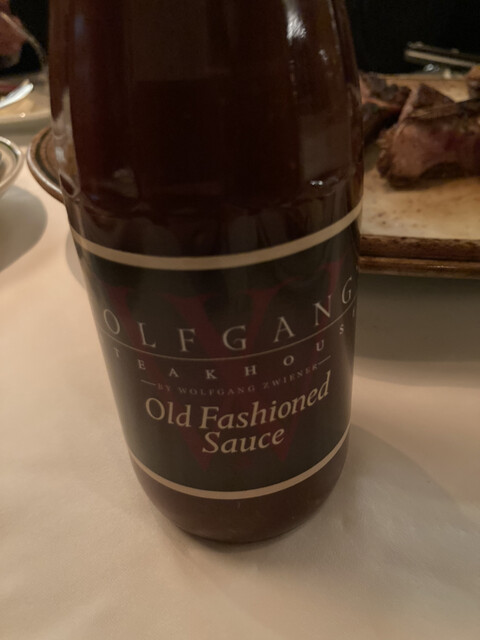 OLFGANG'
TEAKHOUS
BY WOLFGANG ZWIENER
Old Fashioned
Sauce